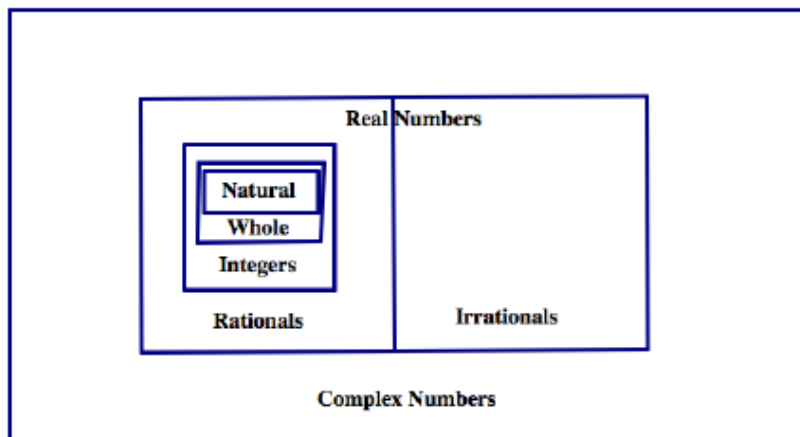 Real Numbers
Natural
Whole
Integers
Rationals
Irrationals
Complex Numbers